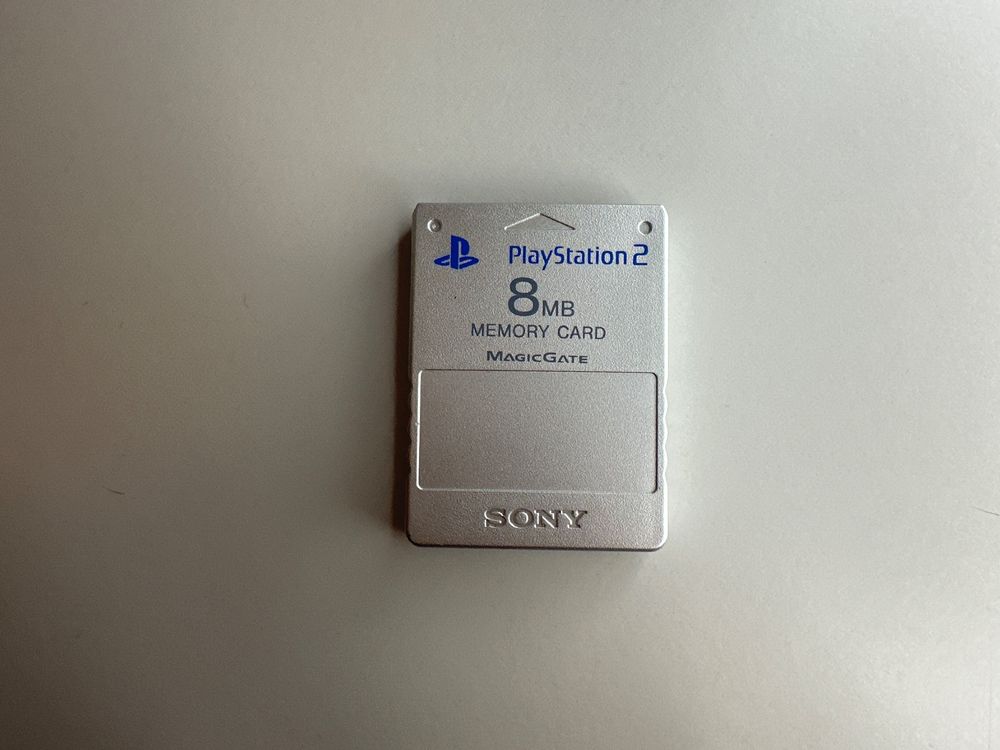 PlayStation 2
8MB
MEMORY CARD
MAGICGATE
SONY